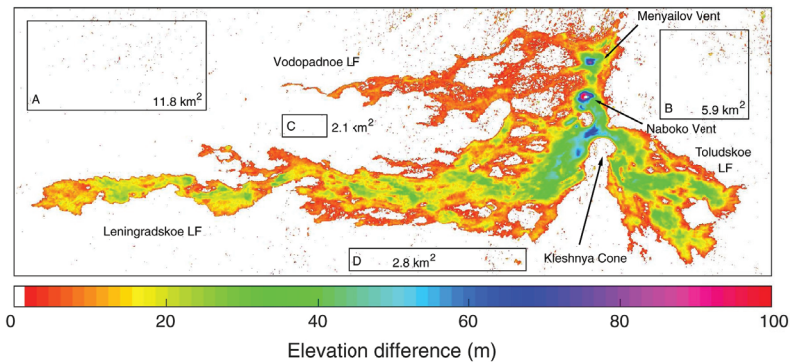 Menyailov Vent
Vodopadnoe LF
A
11.8 km²
B
5.9 km²
C
2.1 km²
Naboko Vent
Toludskoe
LF
Leningradskoe LF
D
2.8 km²
Kleshnya Cone
0 20 40 60 80 100
Elevation difference (m)